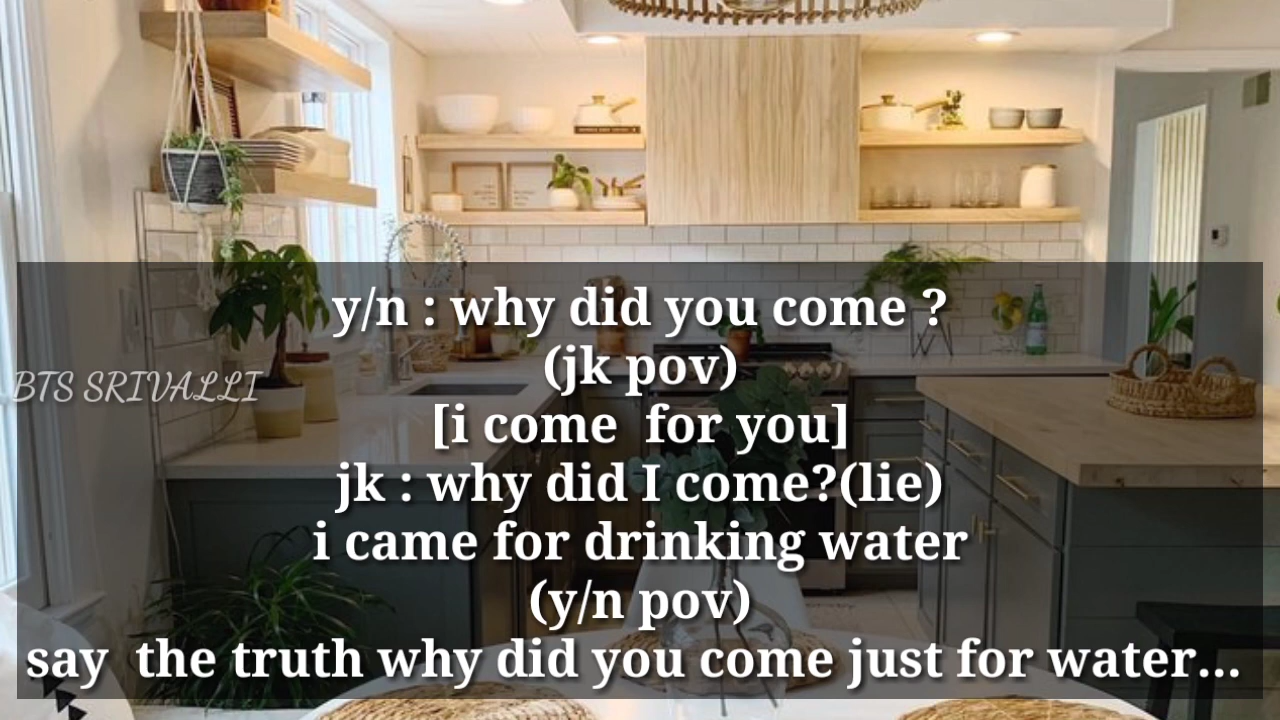 y/n : why did you come ?
(jk pov)
[i come  for you]
BTS SRIVALLI
jk : why did I come?(lie)
i came for drinking water
(y/n pov)
say  the truth why did you come just for water...